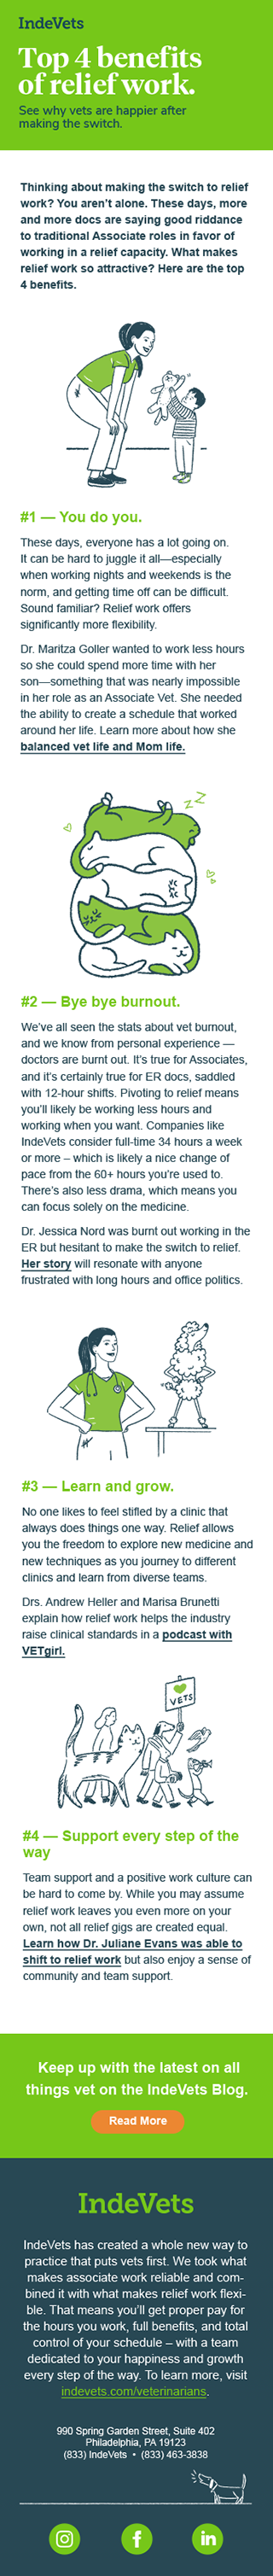 IndeVets
Top 4 benefits
of relief work.
See why vets are happier after
making the switch.
Thinking about making the switch to relief
work? You aren't alone. These days, more
and more docs are saying good riddance
to traditional Associate roles in favor of
working in a relief capacity. What makes
relief work so attractive? Here are the top
4 benefits.
#1 — You do you.
These days, everyone has a lot going on.
It can be hard to juggle it all—especially
when working nights and weekends is the
norm, and getting time off can be difficult.
Sound familiar? Relief work offers
significantly more flexibility.
Dr. Maritza Goller wanted to work less hours
so she could spend more time with her
son—something that was nearly impossible
in her role as an Associate Vet. She needed
the ability to create a schedule that worked
around her life. Learn more about how she
balanced vet life and Mom life.
z Z
#2 — Bye bye burnout.
We've all seen the stats about vet burnout,
and we know from personal experience —
doctors are burnt out. It's true for Associates,
and it's certainly true for ER docs, saddled
with 12-hour shifts. Pivoting to relief means
you'll likely be working less hours and
working when you want. Companies like
IndeVets consider full-time 34 hours a week
or more – which is likely a nice change of
pace from the 60+ hours you're used to.
There's also less drama, which means you
can focus solely on the medicine.
Dr. Jessica Nord was burnt out working in the
ER but hesitant to make the switch to relief.
Her story will resonate with anyone
frustrated with long hours and office politics.
#3 — Learn and grow.
No one likes to feel stifled by a clinic that
always does things one way. Relief allows
you the freedom to explore new medicine and
new techniques as you journey to different
clinics and learn from diverse teams.
Drs. Andrew Heller and Marisa Brunetti
explain how relief work helps the industry
raise clinical standards in a podcast with
VETgirl.
VETS
#4 — Support every step of the
way
Team support and a positive work culture can
be hard to come by. While you may assume
relief work leaves you even more on your
own, not all relief gigs are created equal.
Learn how Dr. Juliane Evans was able to
shift to relief work but also enjoy a sense of
community and team support.
Keep up with the latest on all
things vet on the IndeVets Blog.
Read More
IndeVets
IndeVets has created a whole new way to
practice that puts vets first. We took what
makes associate work reliable and com-
bined it with what makes relief work flexi-
ble. That means you'll get proper pay for
the hours you work, full benefits, and total
control of your schedule – with a team
dedicated to your happiness and growth
every step of the way. To learn more, visit
indevets.com/veterinarians.
990 Spring Garden Street, Suite 402
Philadelphia, PA 19123
(833) IndeVets • (833) 463-3838